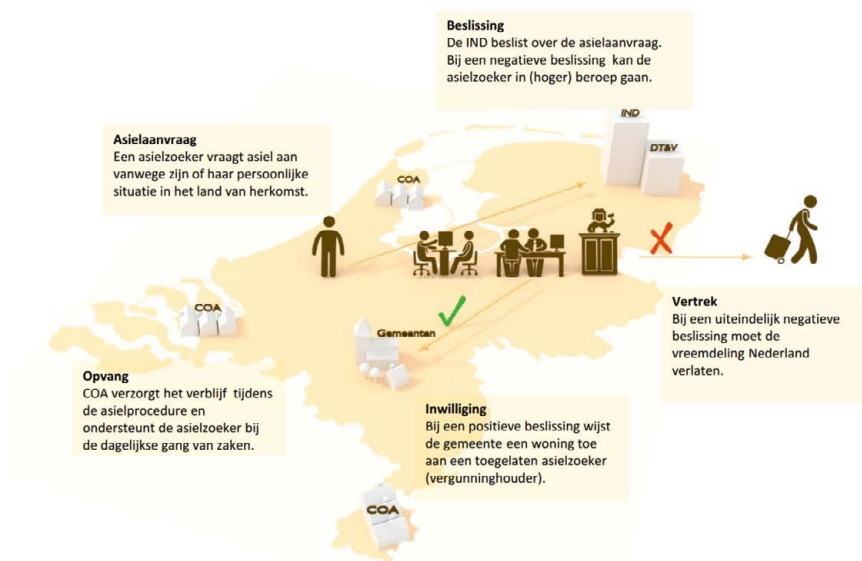 Beslissing
De IND beslist over de asielaanvraag.
Bij een negatieve beslissing kan de
asielzoeker in (hoger) beroep gaan.
IND
DT&V
Asielaanvraag
Een asielzoeker vraagt asiel aan
vanwege zijn of haar persoonlijke
situatie in het land van herkomst.
COA
COA
Gemeenten
Vertrek
Bij een uiteindelijk negatieve
beslissing moet de
vreemdeling Nederland
verlaten.
Opvang
COA verzorgt het verblijf tijdens
de asielprocedure en
ondersteunt de asielzoeker bij
de dagelijkse gang van zaken.
Inwilliging
Bij een positieve beslissing wijst
de gemeente een woning toe
aan een toegelaten asielzoeker
(vergunninghouder).
COA